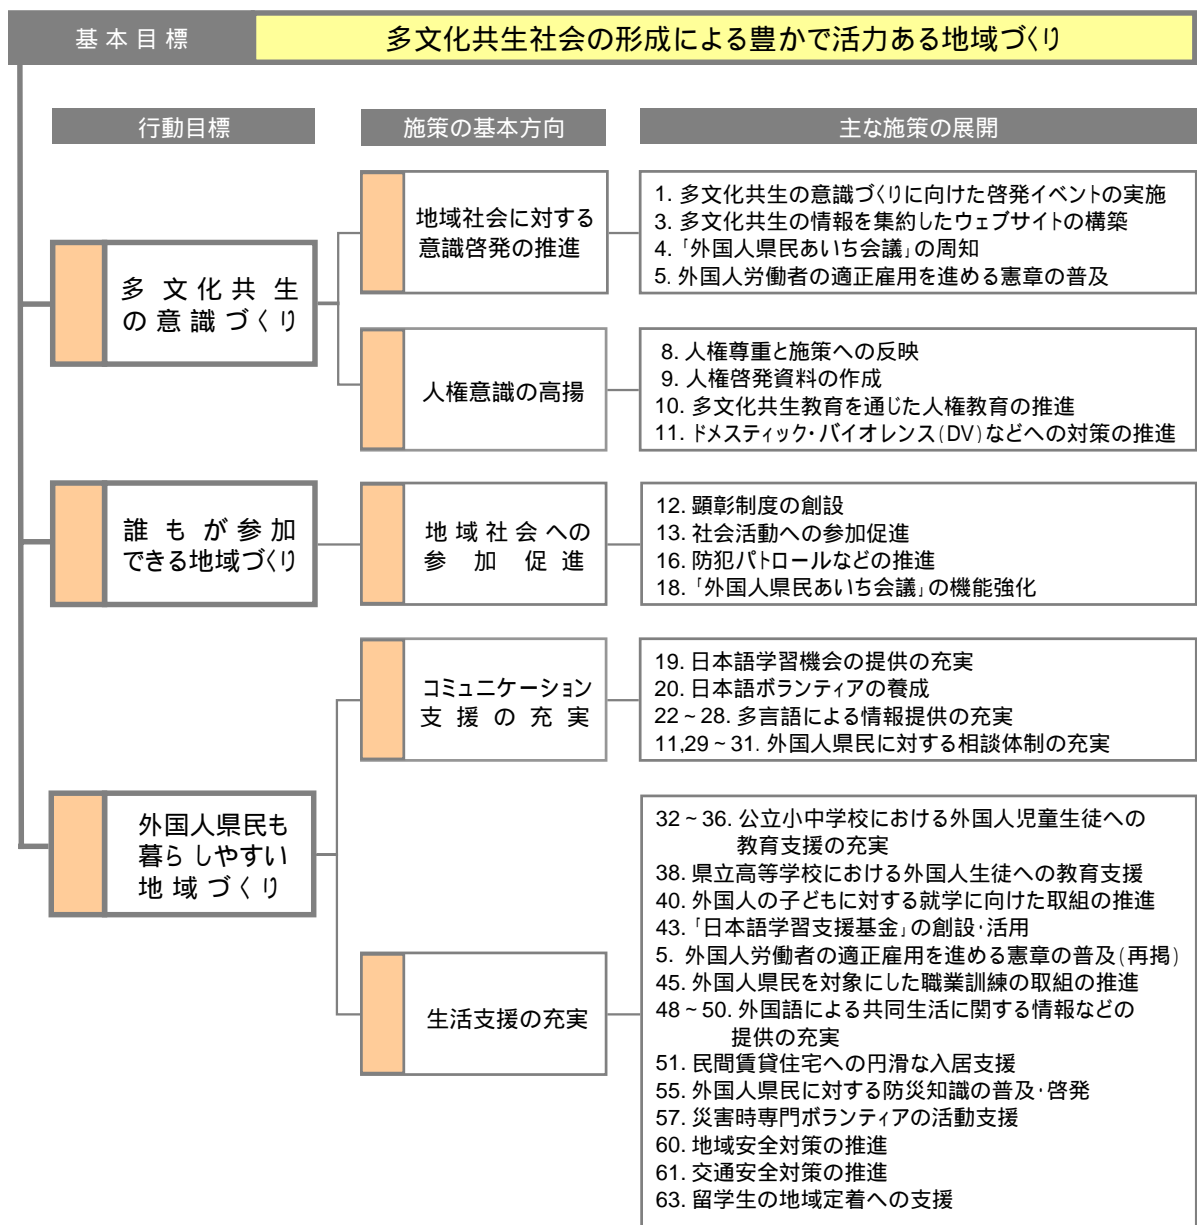 基本目標
多文化共生社会の形成による豊かで活力ある地域づくり
行動目標
施策の基本方向
主な施策の展開
多文化共生
の意識づくり
地域社会に対する
意識啓発の推進
1. 多文化共生の意識づくりに向けた啓発イベントの実施
3. 多文化共生の情報を集約したウェブサイトの構築
4.「外国人県民あいち会議」の周知
5. 外国人労働者の適正雇用を進める憲章の普及
人権意識の高揚
8. 人権尊重と施策への反映
9. 人権啓発資料の作成
10. 多文化共生教育を通じた人権教育の推進
11. ドメスティック・バイオレンス(DV)などへの対策の推進
誰もが参加
できる地域づくり
地域社会への
参加促進
12. 顕彰制度の創設
13. 社会活動への参加促進
16. 防犯パトロールなどの推進
18.「外国人県民あいち会議」の機能強化
外国人県民も
暮らしやすい
地域づくり
コミュニケーション
支援の充実
19. 日本語学習機会の提供の充実
20. 日本語ボランティアの養成
22~28. 多言語による情報提供の充実
11,29~31. 外国人県民に対する相談体制の充実
生活支援の充実
32~36. 公立小中学校における外国人児童生徒への
教育支援の充実
38. 県立高等学校における外国人生徒への教育支援
40. 外国人の子どもに対する就学に向けた取組の推進
43.「日本語学習支援基金」の創設・活用
5. 外国人労働者の適正雇用を進める憲章の普及(再掲)
45. 外国人県民を対象にした職業訓練の取組の推進
48~50. 外国語による共同生活に関する情報などの
提供の充実
51. 民間賃貸住宅への円滑な入居支援
55. 外国人県民に対する防災知識の普及・啓発
57. 災害時専門ボランティアの活動支援
60. 地域安全対策の推進
61. 交通安全対策の推進
63. 留学生の地域定着への支援